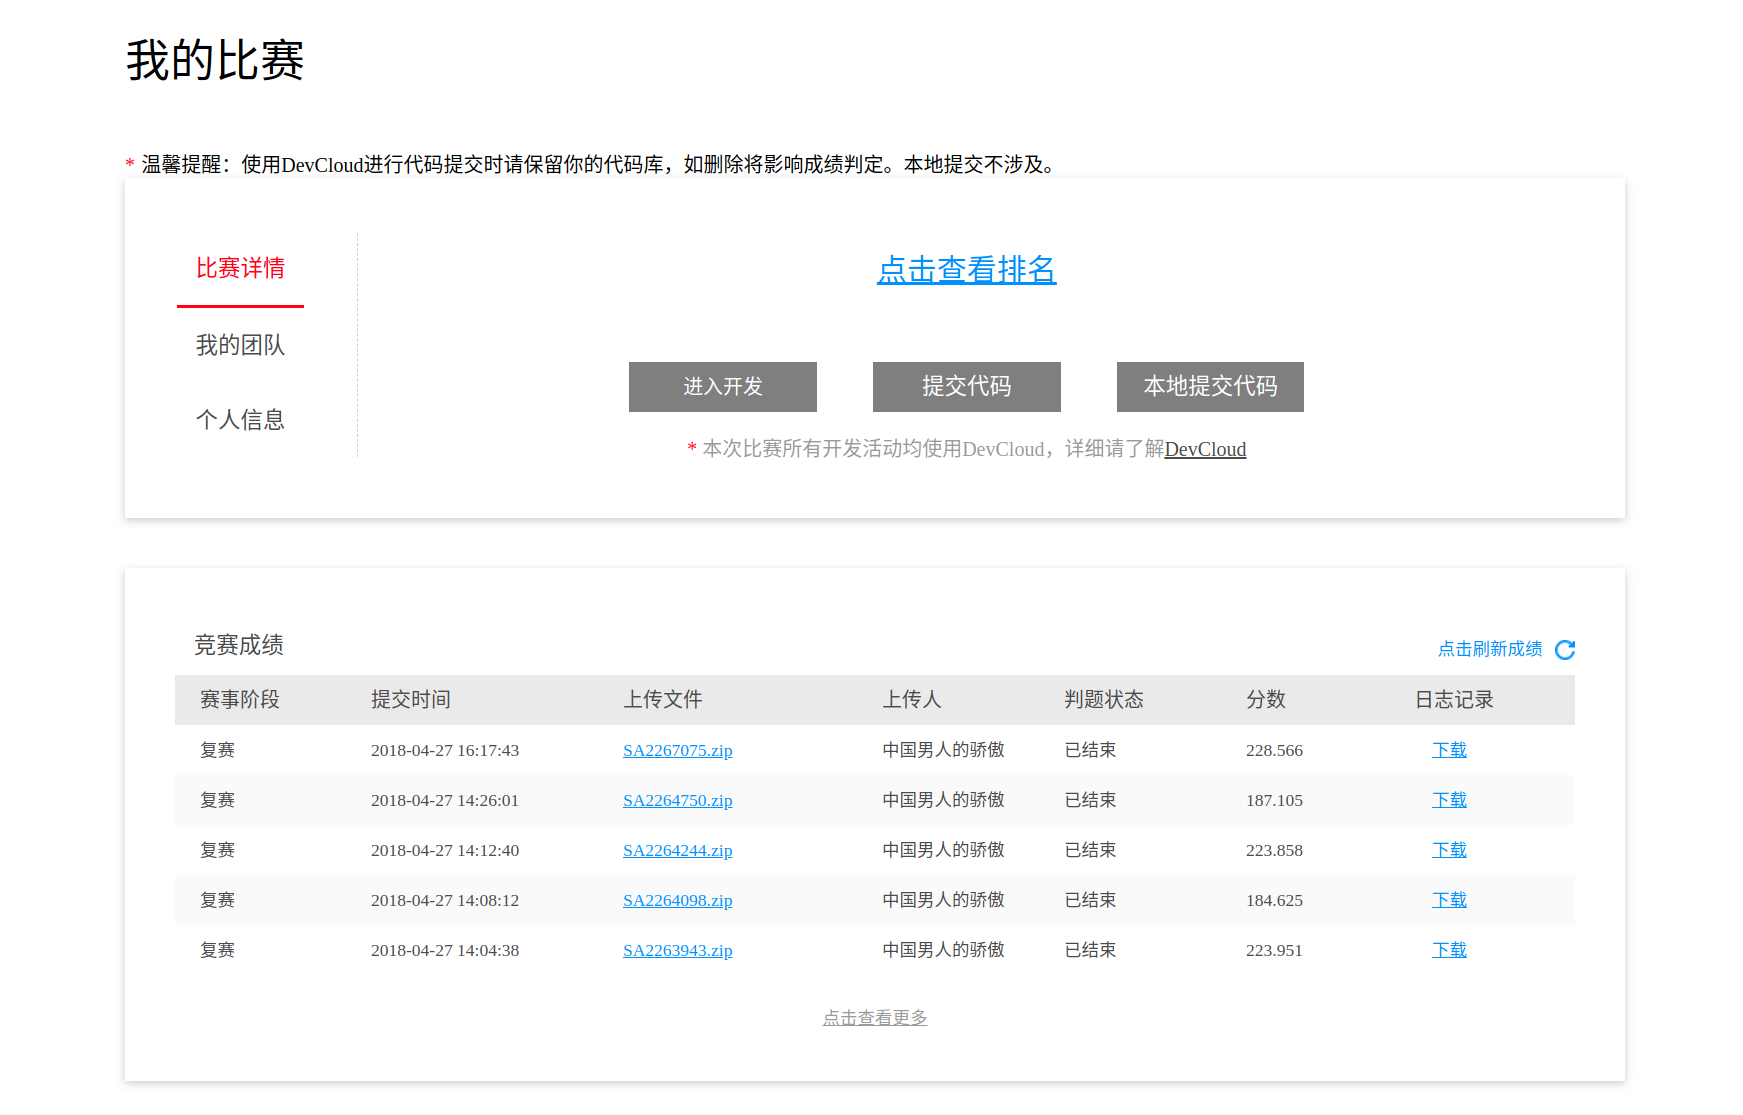 我的比赛
* 温馨提醒：使用DevCloud进行代码提交时请保留你的代码库，如删除将影响成绩判定。本地提交不涉及。
比赛详情
我的团队
个人信息
点击查看排名
进入开发 提交代码 本地提交代码
* 本次比赛所有开发活动均使用DevCloud，详细请了解DevCloud
竞赛成绩 点击刷新成绩
赛事阶段 提交时间 上传文件 上传人 判题状态 分数 日志记录
复赛 2018-04-27 16:17:43 SA2267075.zip 中国男人的骄傲 已结束 228.566 下载
复赛 2018-04-27 14:26:01 SA2264750.zip 中国男人的骄傲 已结束 187.105 下载
复赛 2018-04-27 14:12:40 SA2264244.zip 中国男人的骄傲 已结束 223.858 下载
复赛 2018-04-27 14:08:12 SA2264098.zip 中国男人的骄傲 已结束 184.625 下载
复赛 2018-04-27 14:04:38 SA2263943.zip 中国男人的骄傲 已结束 223.951 下载
点击查看更多